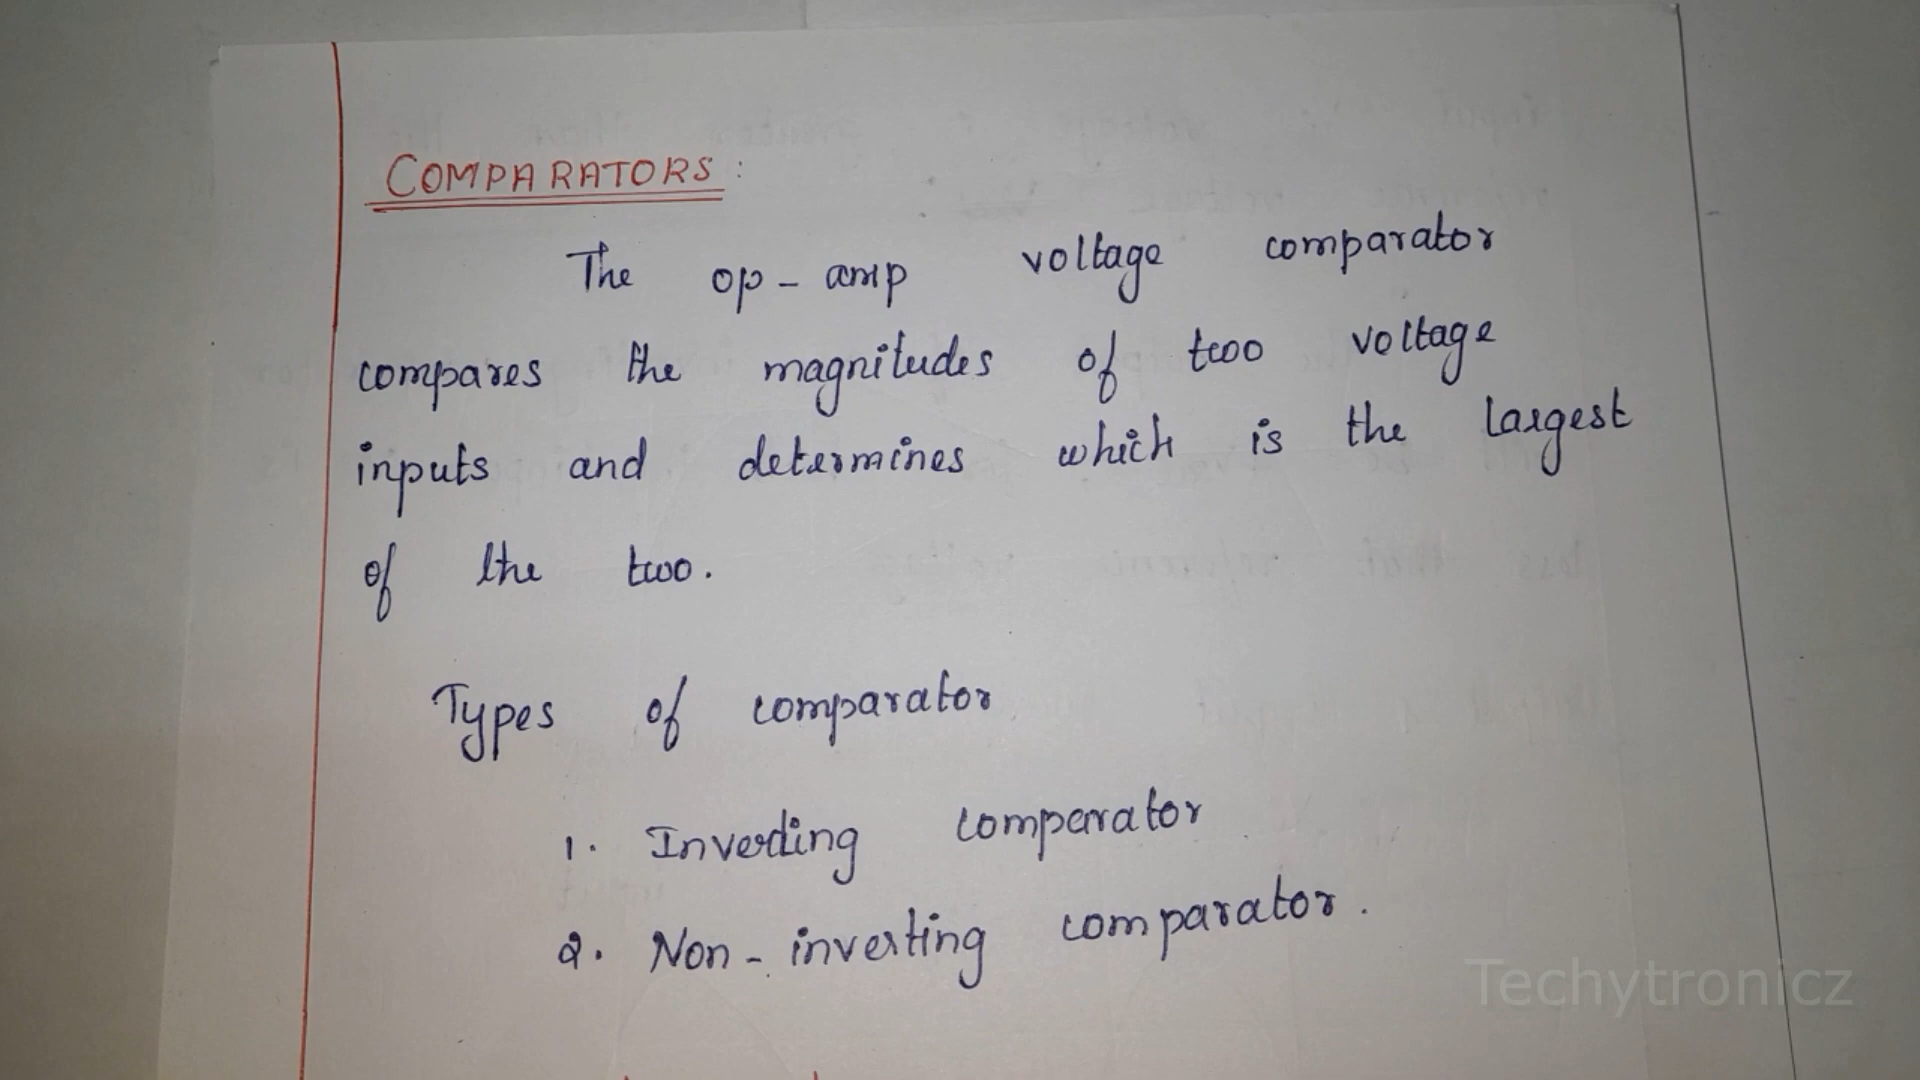 COMPARATORS:
The op-amp voltage comparator
compares the magnitudes of two voltage
inputs and determines which is the largest
of the two.
Types of comparator
1. Inverting comperator
2. Non-inverting comparator.
Techytronicz